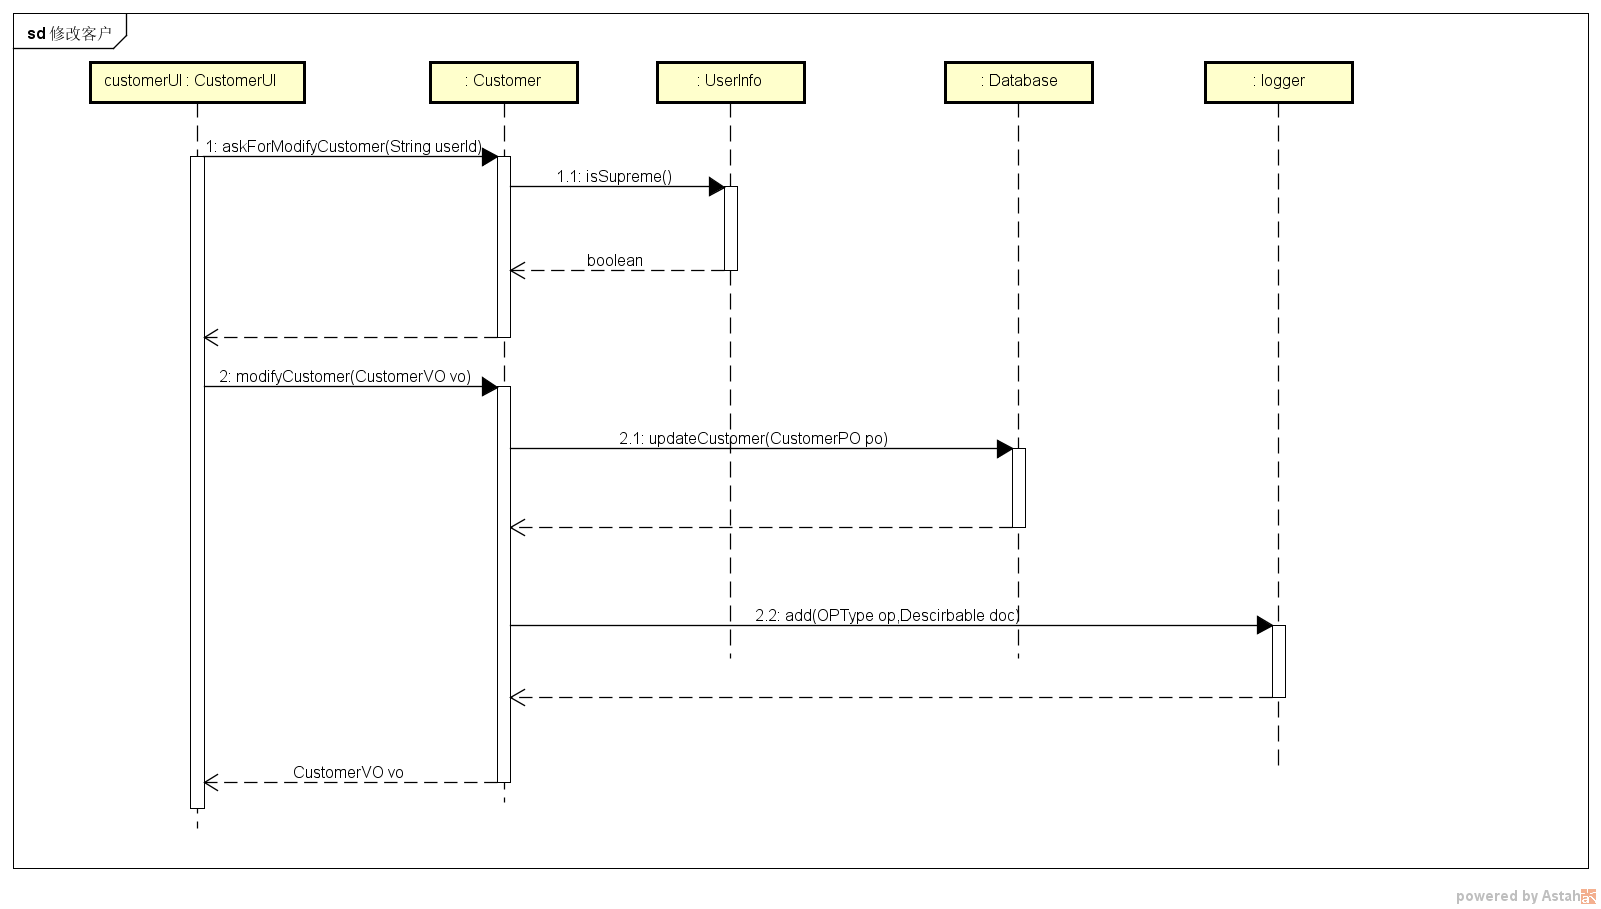 sd 修改客户
customerUI : CustomerUI
: Customer
: UserInfo
: Database
: logger
1: askForModifyCustomer(String userId)
1.1: isSupreme()
boolean
2: modifyCustomer(CustomerVO vo)
2.1: updateCustomer(CustomerPO po)
2.2: add(OPType op,Descirbable doc)
CustomerVO vo
powered by Astah